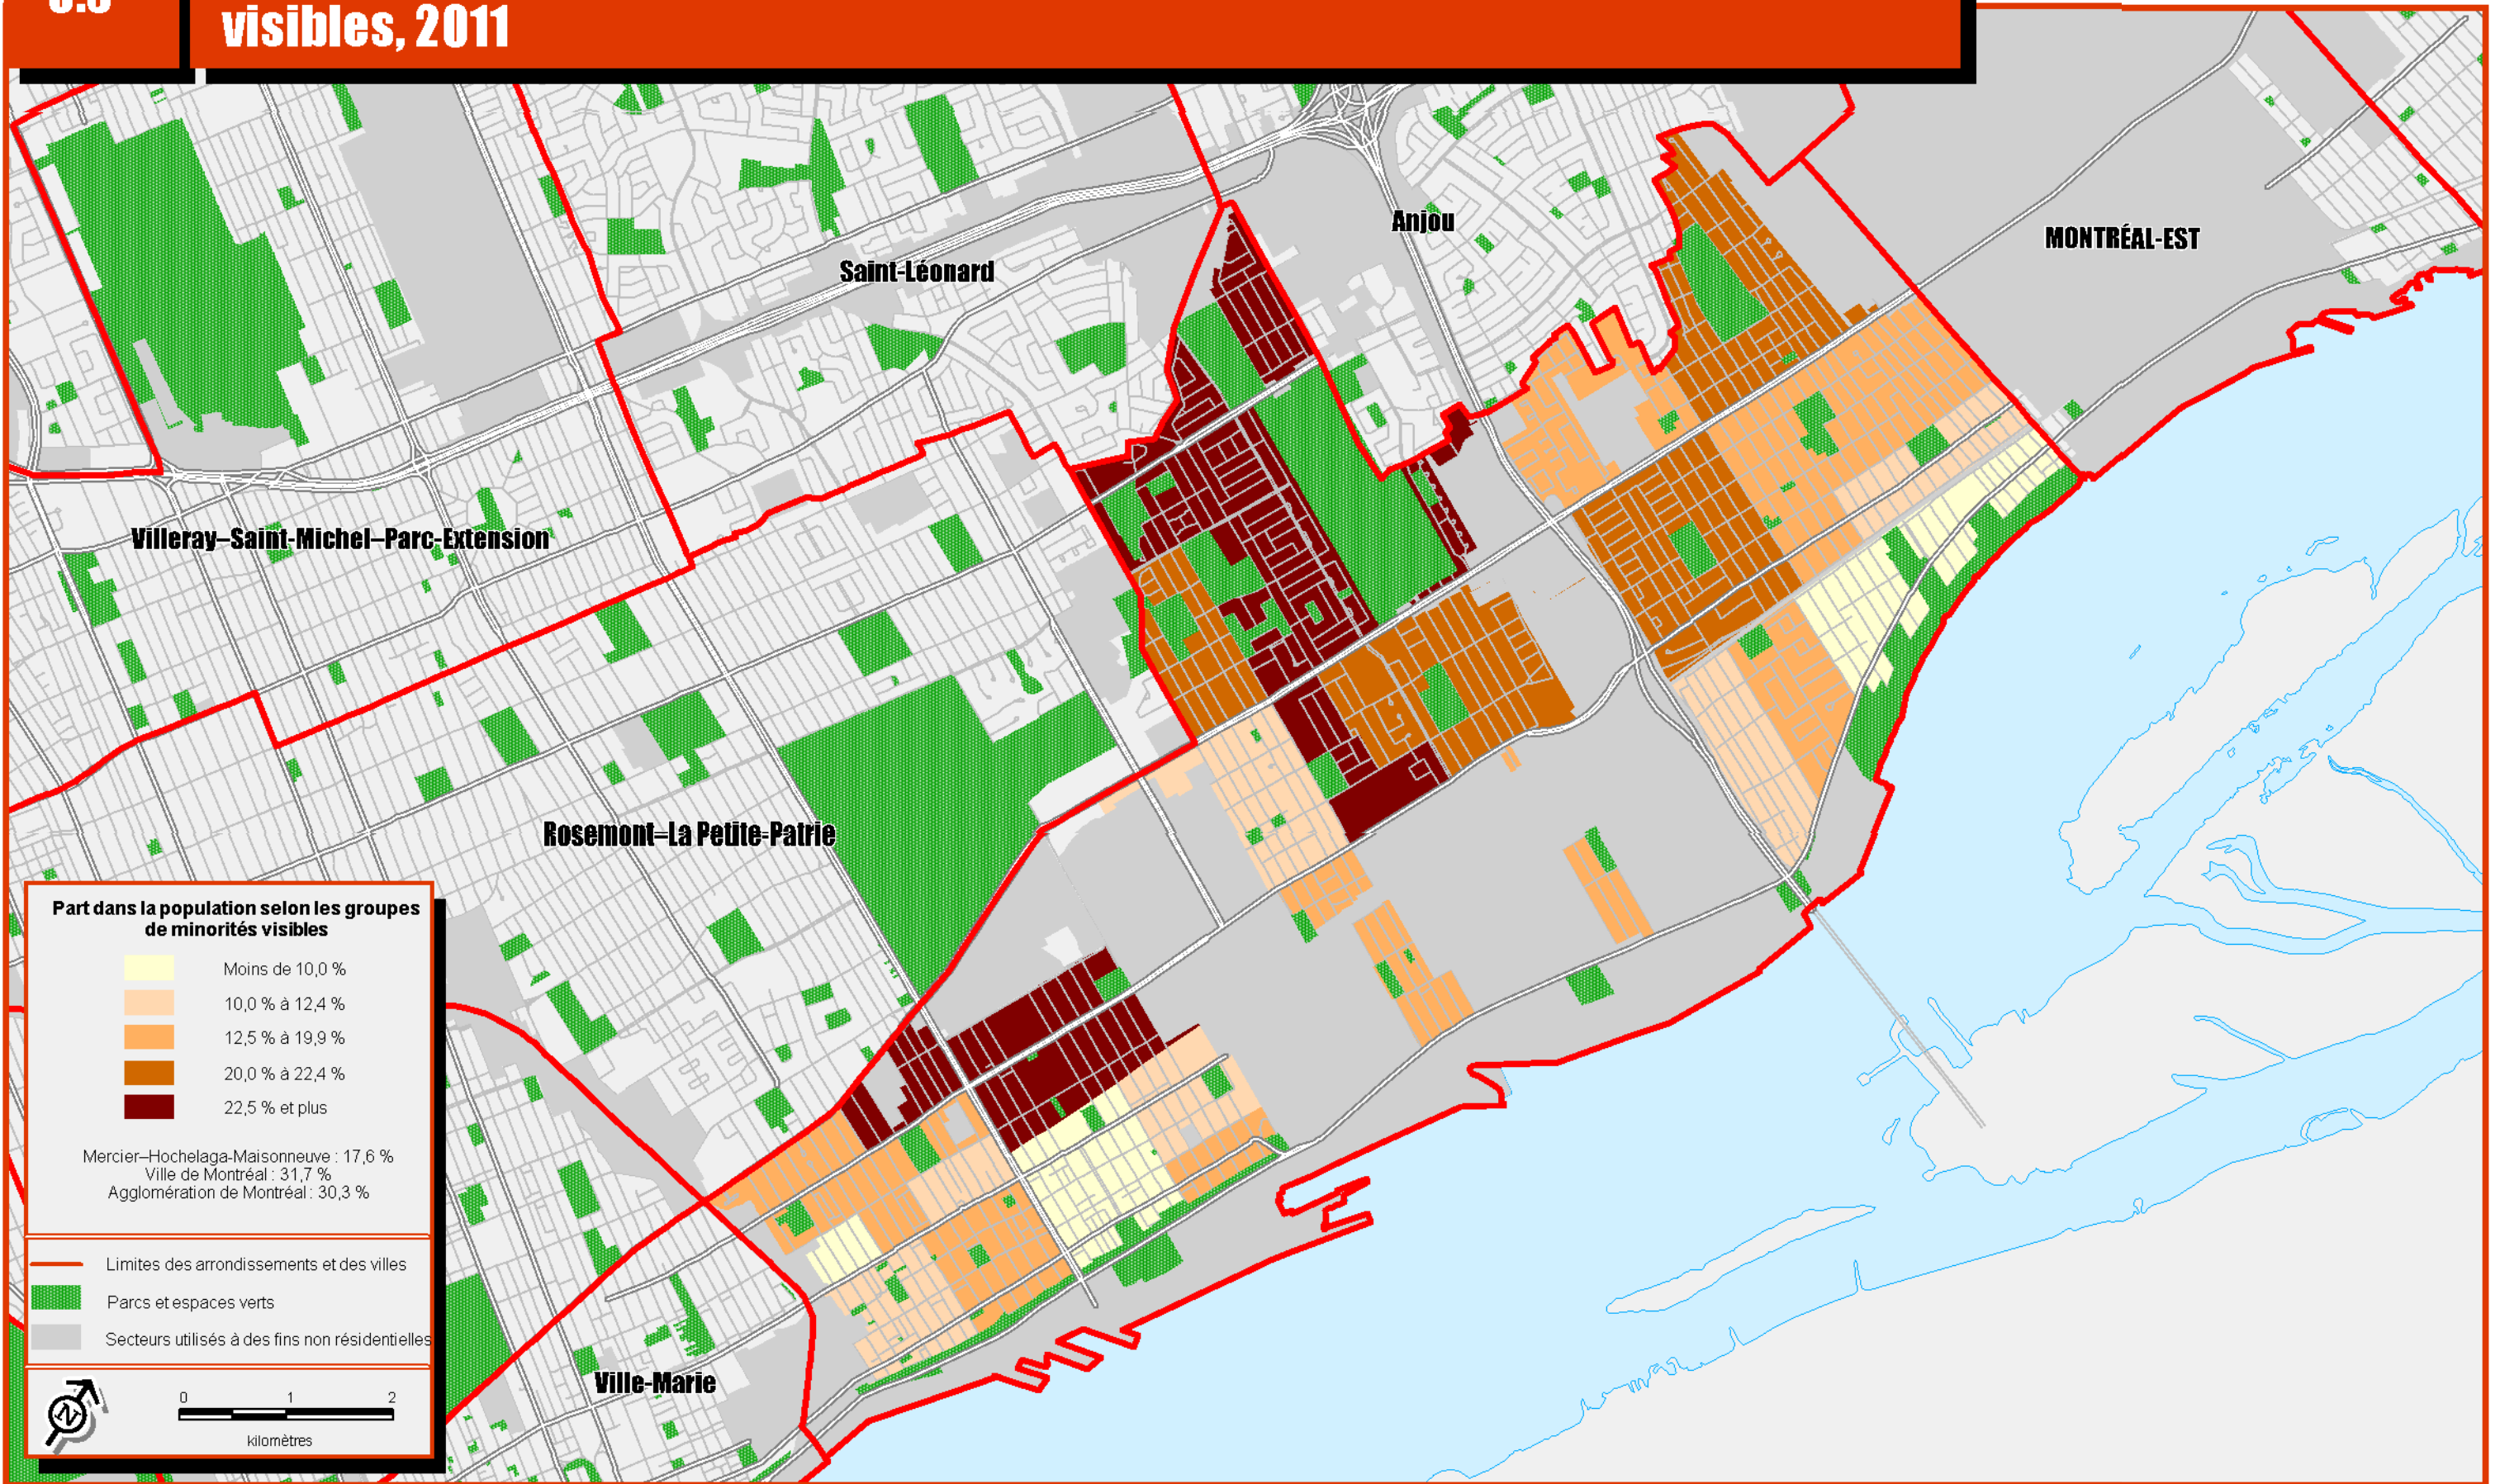 visibles, 2011
Anjou
MONTRÉAL-EST
Saint-Léonard
Villeray–Saint-Michel–Parc-Extension
Rosemont–La Petite-Patrie
Ville-Marie
Part dans la population selon les groupes
de minorités visibles
Moins de 10,0 %
10,0 % à 12,4 %
12,5 % à 19,9 %
20,0 % à 22,4 %
22,5 % et plus
Mercier–Hochelaga-Maisonneuve : 17,6 %
Ville de Montréal : 31,7 %
Agglomération de Montréal : 30,3 %
Limites des arrondissements et des villes
Parcs et espaces verts
Secteurs utilisés à des fins non résidentielles
N
0 1 2
kilomètres